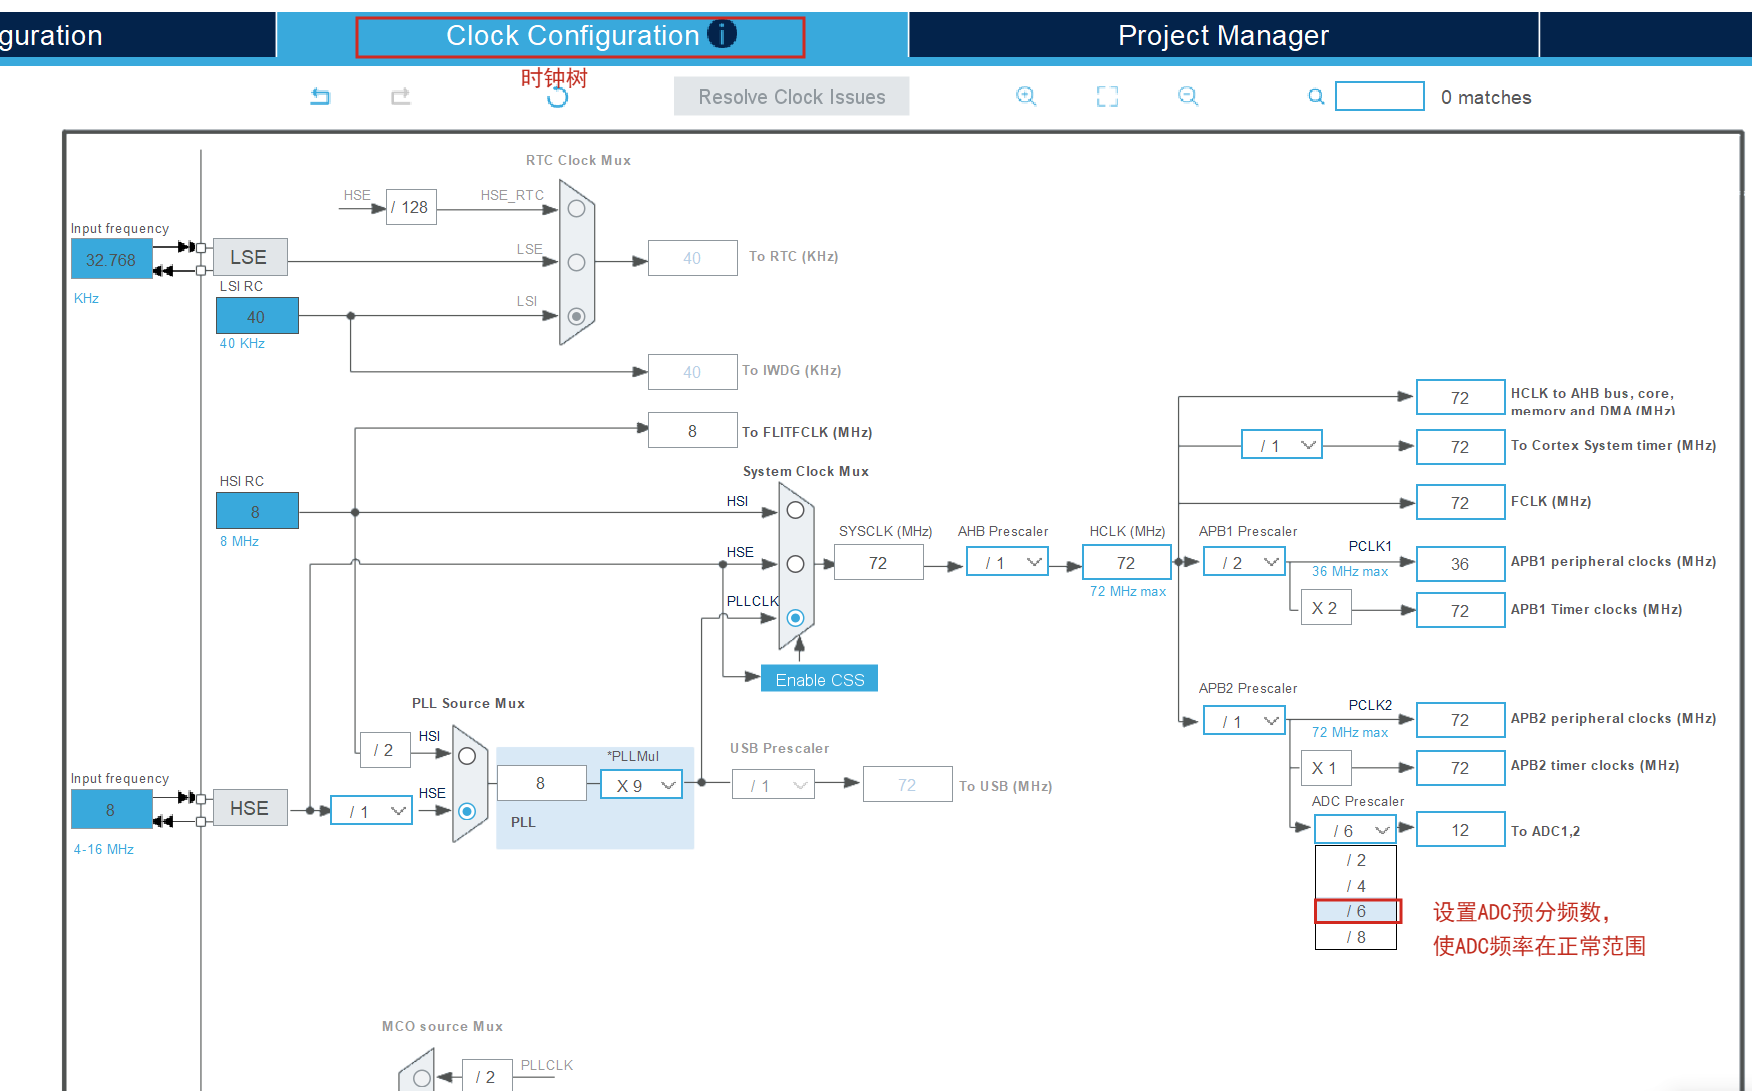 guration
Clock Configuration i
Project Manager
时钟树
Resolve Clock Issues
0 matches
RTC Clock Mux
HSE
/ 128
HSE_RTC
Input frequency
32.768
KHz
LSE
LSE
40
To RTC (KHz)
LSI RC
40
40 KHz
LSI
40
To IWDG (KHz)
8
To FLITFCLK (MHz)
72
HCLK to AHB bus, core,
memory and DMA (MHz)
/ 1
72
To Cortex System timer (MHz)
System Clock Mux
HSI RC
8
8 MHz
HSI
72
FCLK (MHz)
HSE
SYSCLK (MHz)
72
AHB Prescaler
/ 1
HCLK (MHz)
72
72 MHz max
APB1 Prescaler
/ 2
PCLK1
36 MHz max
36
APB1 peripheral clocks (MHz)
PLLCLK
X 2
72
APB1 Timer clocks (MHz)
Enable CSS
PLL Source Mux
APB2 Prescaler
/ 1
PCLK2
72 MHz max
72
APB2 peripheral clocks (MHz)
/ 2
HSI
*PLLMul
USB Prescaler
X 1
72
APB2 timer clocks (MHz)
Input frequency
8
4-16 MHz
HSE
/ 1
HSE
8
X 9
PLL
/ 1
72
To USB (MHz)
ADC Prescaler
/ 6
12
To ADC1,2
/ 2
/ 4
/ 6
/ 8
设置ADC预分频数，
使ADC频率在正常范围
MCO source Mux
/ 2
PLLCLK